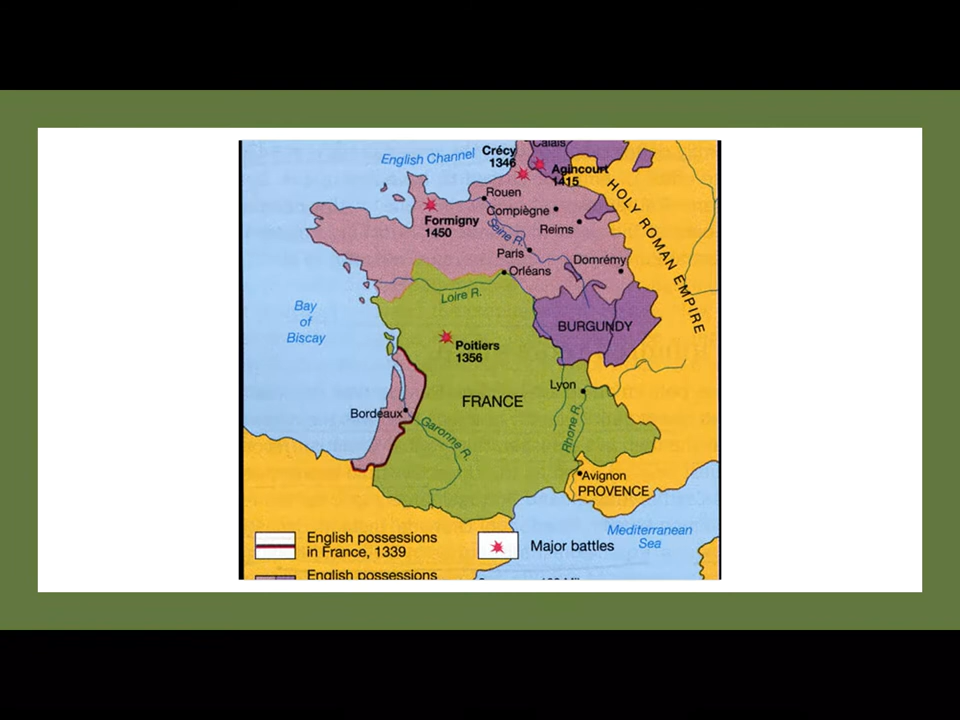 Calais
English Channel
Crécy
1346
Agincourt
1415
HOLY ROMAN EMPIRE
Rouen
Compiègne
Formigny
1450
Seine R.
Reims
Paris
Domrémy
Orléans
Loire R.
Bay
of
Biscay
BURGUNDY
Poitiers
1356
Lyon
FRANCE
Bordeaux
Garonne R.
Rhone R.
Avignon
PROVENCE
Mediterranean
Sea
English possessions
in France, 1339
Major battles
English possessions